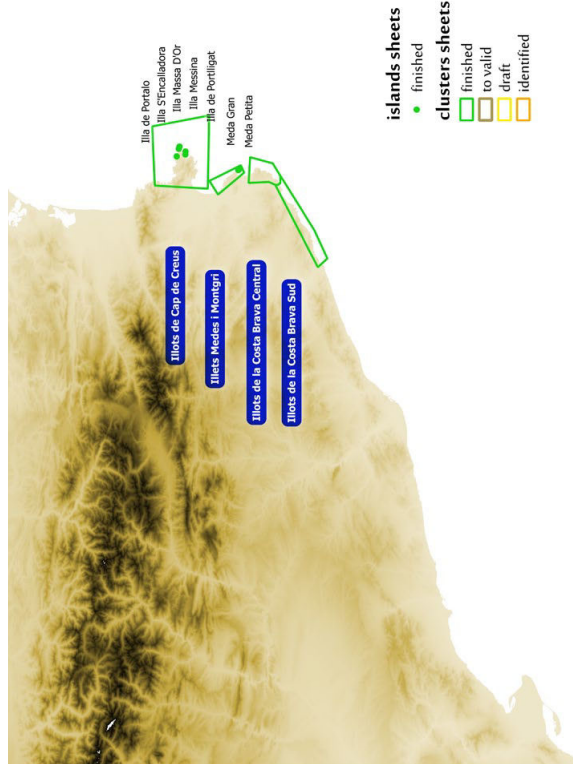 Illa de Portalo
Illa S'Encalladora
Illa Massa D'Or
Illa Messina
Illa de Portlligat
Meda Gran
Meda Petita
Illots de Cap de Creus
Illets Medes i Montgri
Illots de la Costa Brava Central
Illots de la Costa Brava Sud
islands sheets
finished
clusters sheets
finished
to valid
draft
identified